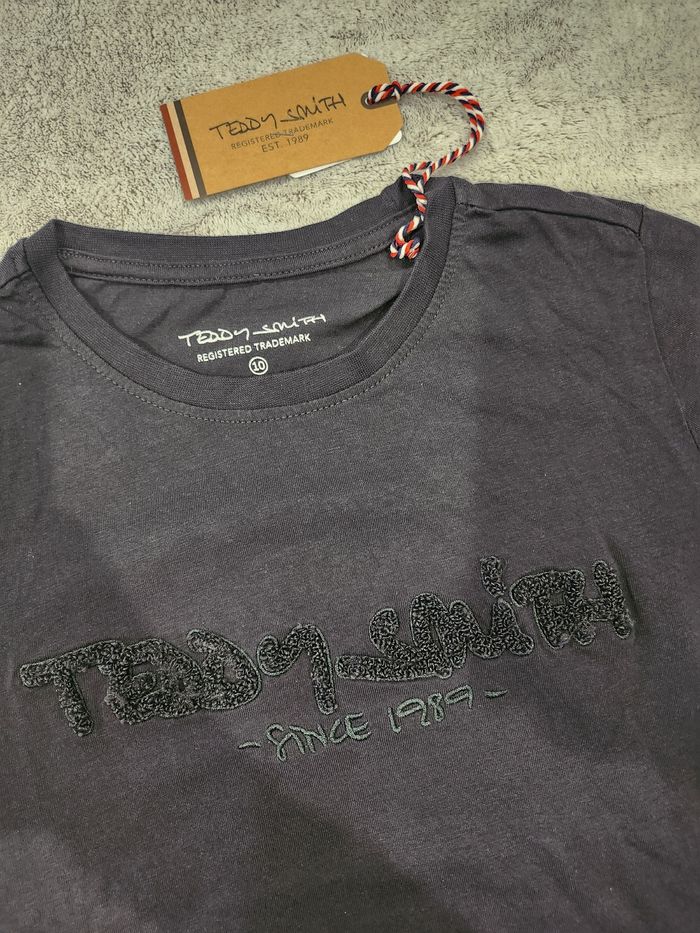 TEDDY SMITH
REGISTERED TRADEMARK
EST. 1989
TEDDY SMITH
REGISTERED TRADEMARK
10
TEDDY SMITH
- SINCE 1989 -